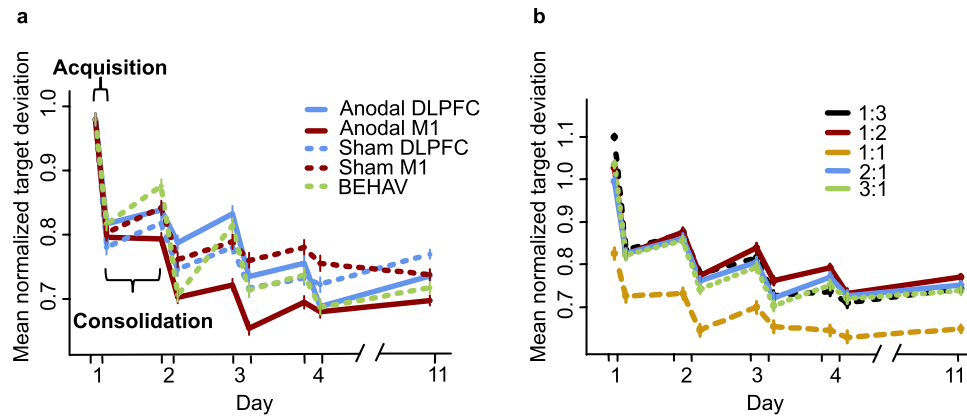 a
Mean normalized target deviation
1.0
0.9
0.8
0.7
Acquisition
Consolidation
Anodal DLPFC
Anodal M1
Sham DLPFC
Sham M1
BEHAV
1 2 3 4 11
Day
b
Mean normalized target deviation
1.1
1.0
0.9
0.8
0.7
1:3
1:2
1:1
2:1
3:1
1 2 3 4 11
Day